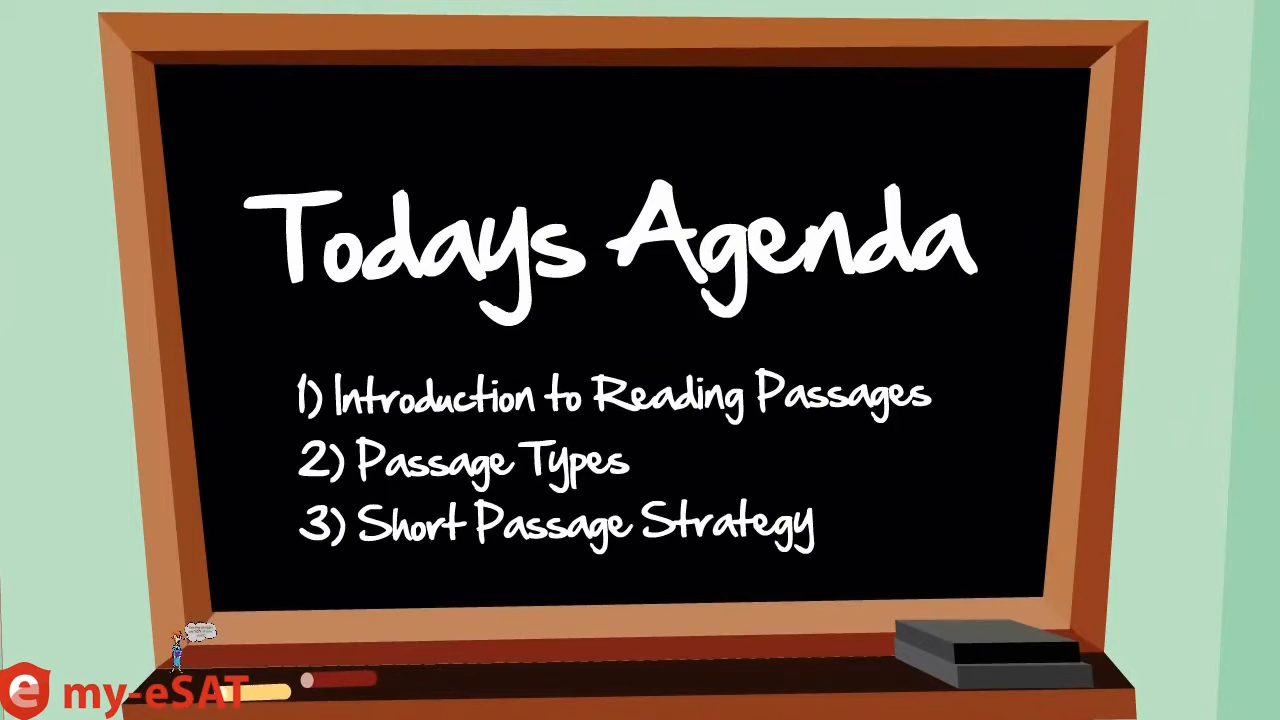 Todays Agenda
1) Introduction to Reading Passages
2) Passage Types
3) Short Passage Strategy
my-eSAT